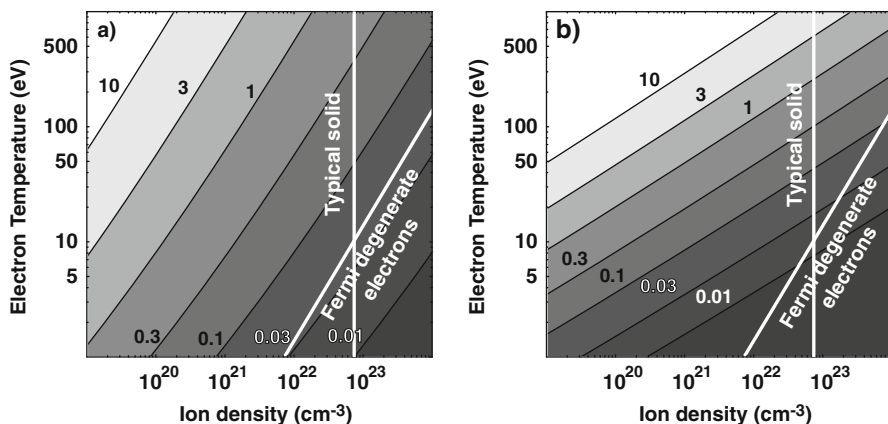 a)
Electron Temperature (eV)
500
100
50
10
5
10
3
1
0.3
0.1
0.03
0.01
Typical solid
Fermi degenerate
electrons
10^20
10^21
10^22
10^23
Ion density (cm-3)
b)
Electron Temperature (eV)
500
100
50
10
5
10
3
1
0.3
0.1
0.03
0.01
Typical solid
Fermi degenerate
electrons
10^20
10^21
10^22
10^23
Ion density (cm-3)